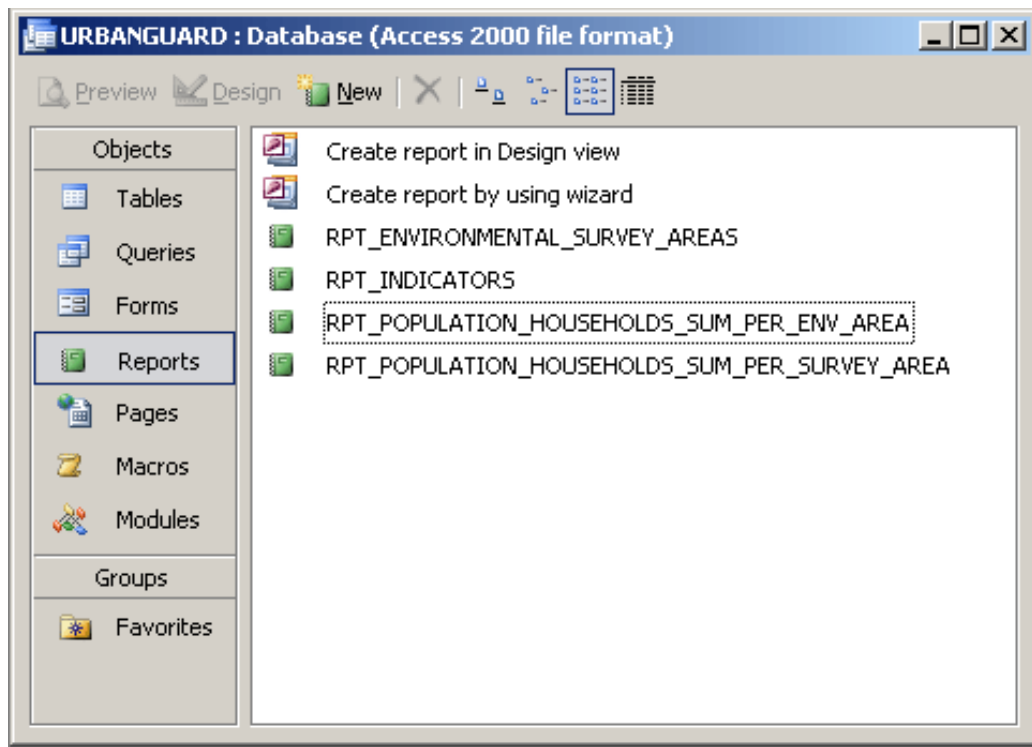 URBANGUARD : Database (Access 2000 file format)
Preview Design New
Objects
Tables
Queries
Forms
Reports
Pages
Macros
Modules
Groups
Favorites
Create report in Design view
Create report by using wizard
RPT_ENVIRONMENTAL_SURVEY_AREAS
RPT_INDICATORS
RPT_POPULATION_HOUSEHOLDS_SUM_PER_ENV_AREA
RPT_POPULATION_HOUSEHOLDS_SUM_PER_SURVEY_AREA